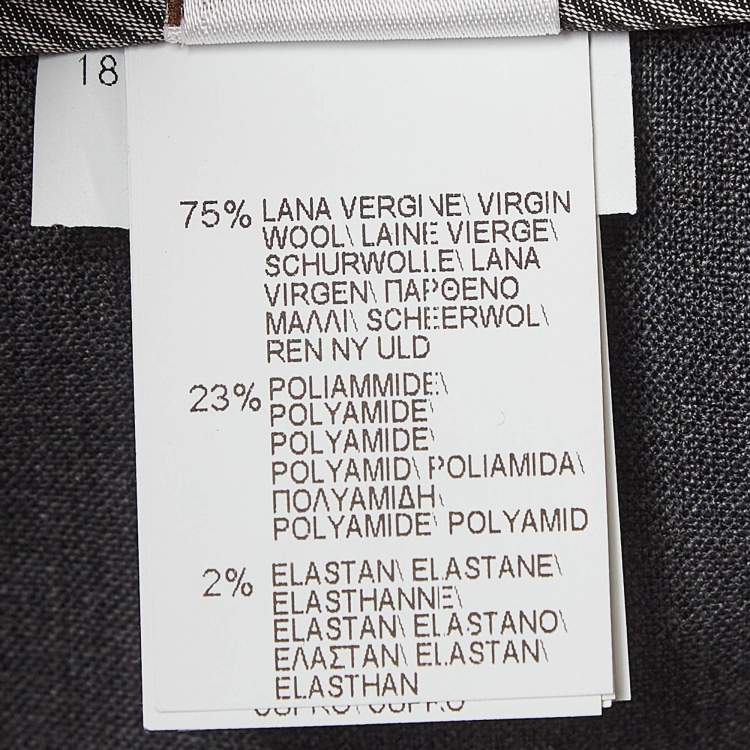 18
75% LANA VERGINE\ VIRGIN
WOOL\ LAINE VIERGE\
SCHURWOLLE\ LANA
VIRGEN\ ΠΑΡΘΕΝΟ
ΜΑΛΛΙ\ SCHEERWOL\
REN NY ULD
23% POLIAMMIDE\
POLYAMIDE\
POLYAMIDE\
POLYAMID\ POLIAMIDA\
ΠΟΛΥΑΜΙΔΗ\
POLYAMIDE\ POLYAMID
2% ELASTAN\ ELASTANE\
ELASTHANNE\
ELASTAN\ ELASTANO\
ΕΛΑΣΤΑΝ\ ELASTAN\
ELASTHAN